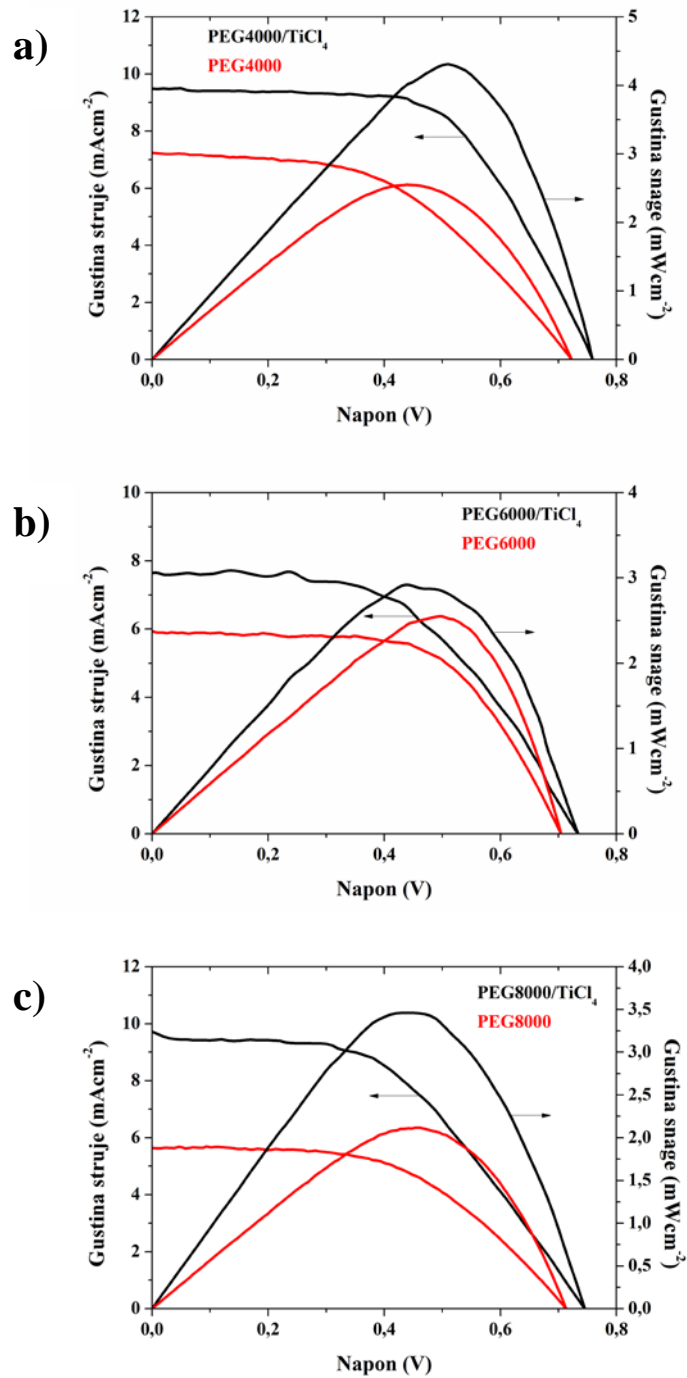 a)
PEG4000/TiCl₄
PEG4000
Gustina struje (mAcm⁻²)
12
10
8
6
4
2
0
5
4
3
2
1
0
Gustina snage (mWcm⁻²)
0,0 0,2 0,4 0,6 0,8
Napon (V)
b)
PEG6000/TiCl₄
PEG6000
Gustina struje (mAcm⁻²)
10
8
6
4
2
0
4
3
2
1
0
Gustina snage (mWcm⁻²)
0,0 0,2 0,4 0,6 0,8
Napon (V)
c)
PEG8000/TiCl₄
PEG8000
Gustina struje (mAcm⁻²)
12
10
8
6
4
2
0
4,0
3,5
3,0
2,5
2,0
1,5
1,0
0,5
0,0
Gustina snage (mWcm⁻²)
0,0 0,2 0,4 0,6 0,8
Napon (V)